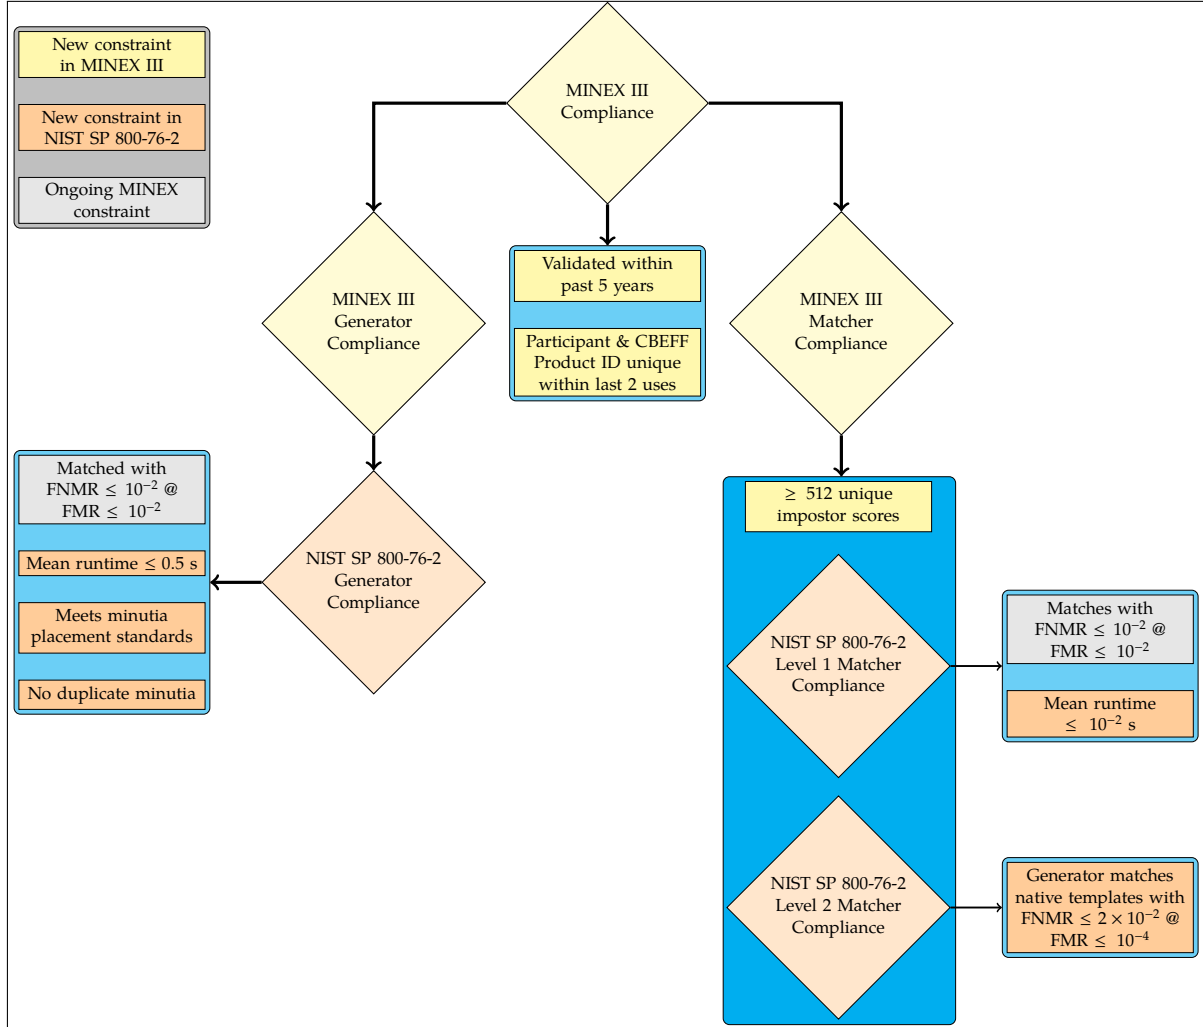 New constraint
in MINEX III
New constraint in
NIST SP 800-76-2
Ongoing MINEX
constraint
MINEX III
Compliance
MINEX III
Generator
Compliance
Validated within
past 5 years
Participant & CBEFF
Product ID unique
within last 2 uses
MINEX III
Matcher
Compliance
Matched with
FNMR ≤ 10⁻² @
FMR ≤ 10⁻²
Mean runtime ≤ 0.5 s
Meets minutia
placement standards
No duplicate minutia
NIST SP 800-76-2
Generator
Compliance
≥ 512 unique
impostor scores
NIST SP 800-76-2
Level 1 Matcher
Compliance
Matches with
FNMR ≤ 10⁻² @
FMR ≤ 10⁻²
Mean runtime
≤ 10⁻² s
NIST SP 800-76-2
Level 2 Matcher
Compliance
Generator matches
native templates with
FNMR ≤ 2 × 10⁻² @
FMR ≤ 10⁻⁴